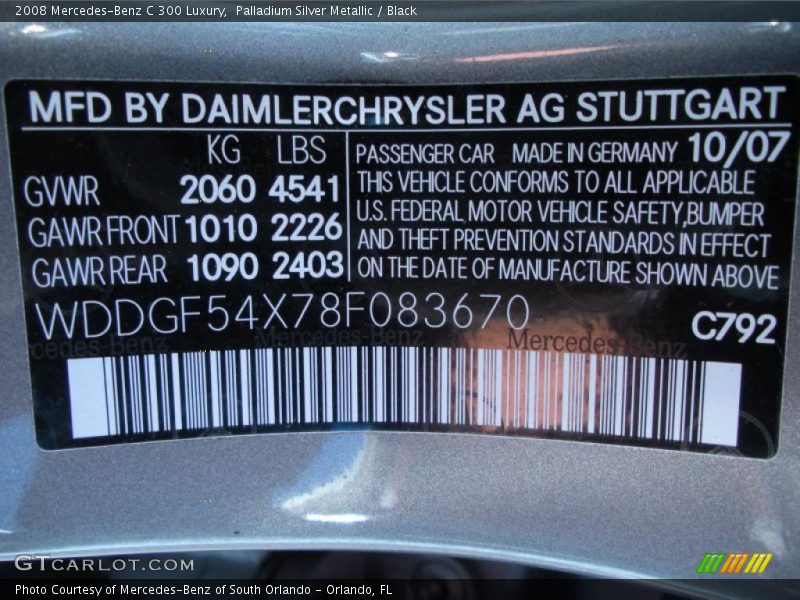 2008 Mercedes-Benz C 300 Luxury,  Palladium Silver Metallic / Black
MFD BY DAIMLERCHRYSLER AG STUTTGART
KG LBS
GVWR 2060 4541
GAWR FRONT 1010 2226
GAWR REAR 1090 2403
PASSENGER CAR MADE IN GERMANY 10/07
THIS VEHICLE CONFORMS TO ALL APPLICABLE
U.S. FEDERAL MOTOR VEHICLE SAFETY,BUMPER
AND THEFT PREVENTION STANDARDS IN EFFECT
ON THE DATE OF MANUFACTURE SHOWN ABOVE
WDDGF54X78F083670
C792
Mercedes-Benz Mercedes-Benz Mercedes-Benz
GTCARLOT.COM
Photo Courtesy of Mercedes-Benz of South Orlando - Orlando, FL